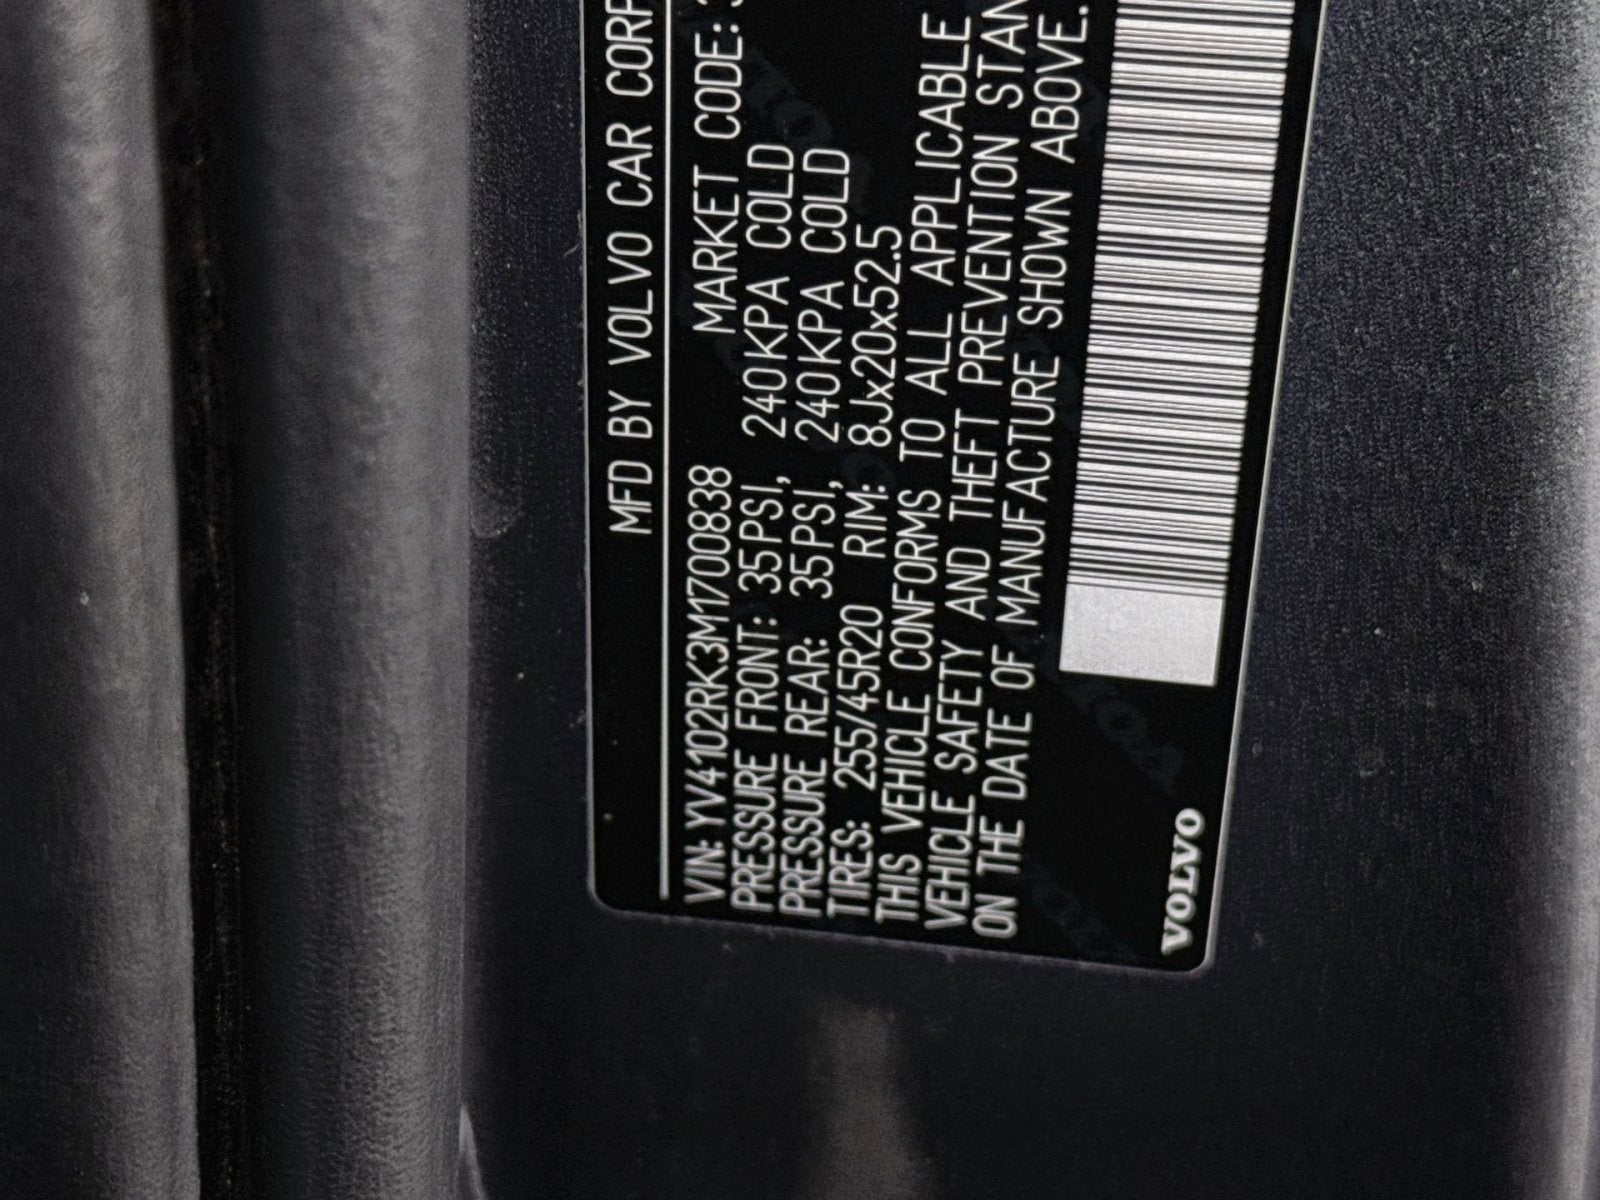 MFD BY VOLVO CAR CORP
MARKET CODE:
VIN: YV4102RK3M1700838
PRESSURE FRONT: 35PSI, 240KPA COLD
PRESSURE REAR: 35PSI, 240KPA COLD
TIRES: 255/45R20 RIM: 8Jx20x52.5
THIS VEHICLE CONFORMS TO ALL APPLICABLE
VEHICLE SAFETY AND THEFT PREVENTION STAN
ON THE DATE OF MANUFACTURE SHOWN ABOVE.
VOLVO